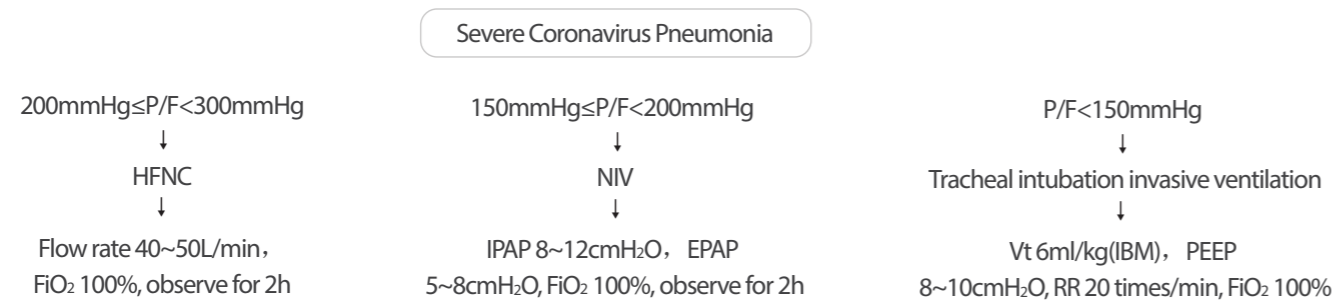 Severe Coronavirus Pneumonia
200mmHg≤P/F<300mmHg
HFNC
Flow rate 40~50L/min，
FiO₂ 100%, observe for 2h
150mmHg≤P/F<200mmHg
NIV
IPAP 8~12cmH₂O， EPAP
5~8cmH₂O, FiO₂ 100%, observe for 2h
P/F<150mmHg
Tracheal intubation invasive ventilation
Vt 6ml/kg(IBM)， PEEP
8~10cmH₂O, RR 20 times/min, FiO₂ 100%